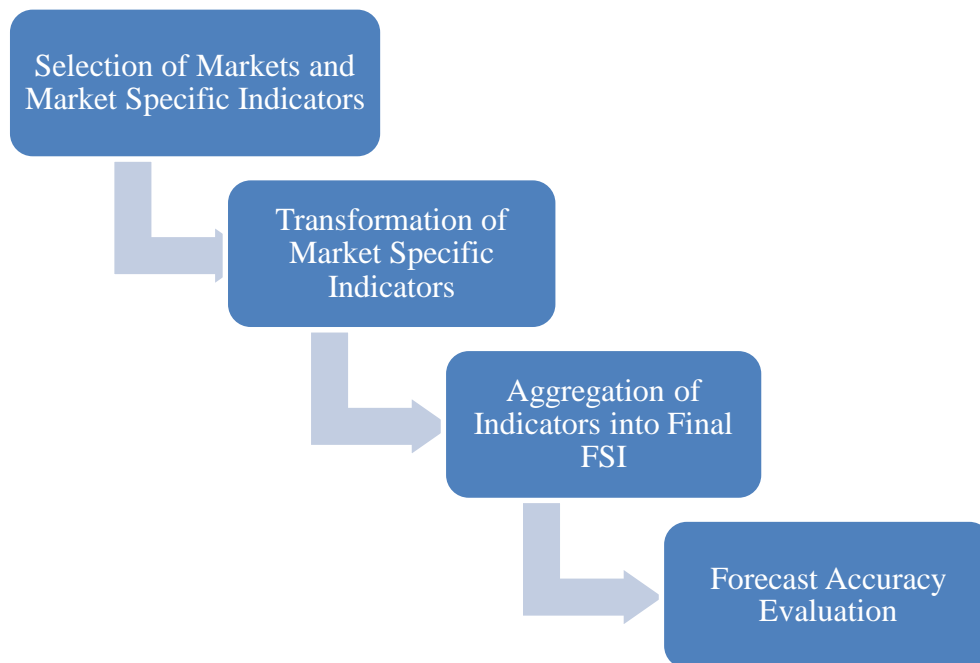 Selection of Markets and
Market Specific Indicators
Transformation of
Market Specific
Indicators
Aggregation of
Indicators into Final
FSI
Forecast Accuracy
Evaluation